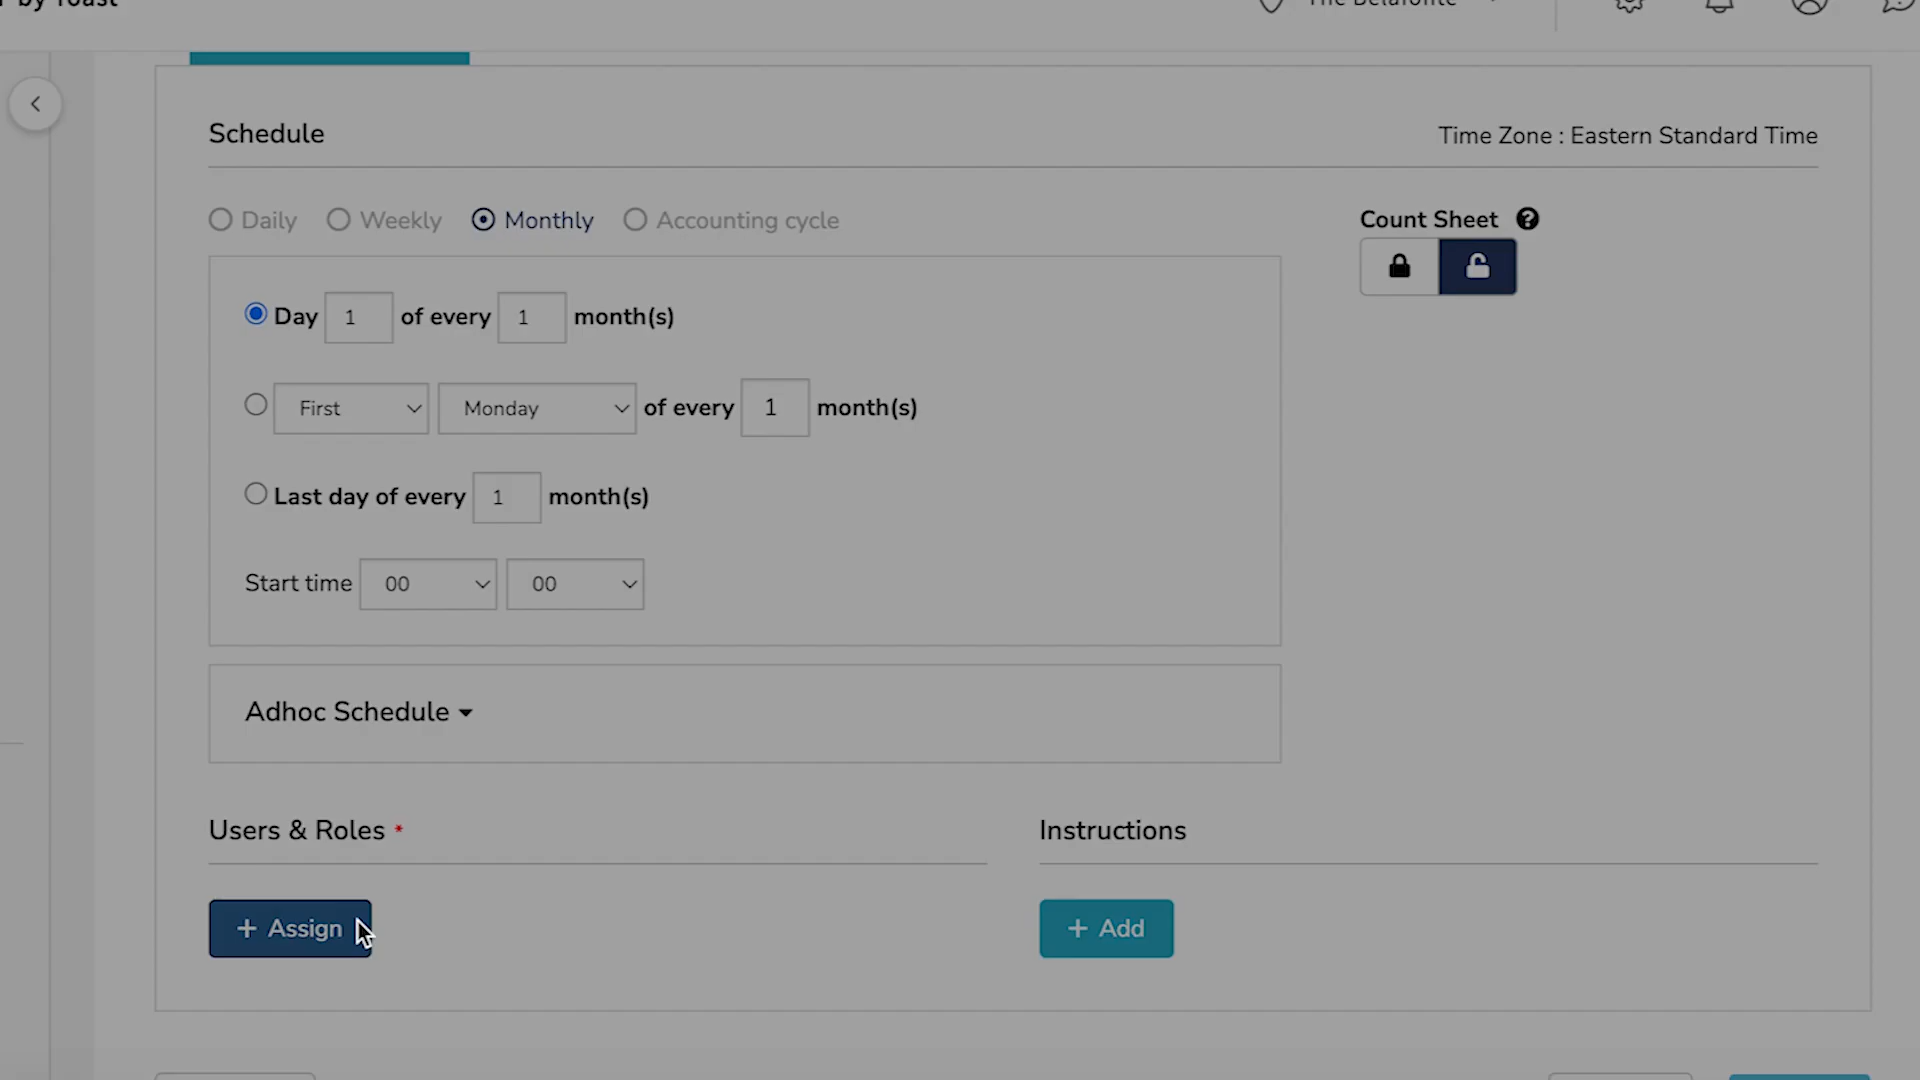 by Toast
The Belafonte
Schedule
Time Zone : Eastern Standard Time
Daily Weekly Monthly Accounting cycle
Count Sheet
Day 1 of every 1 month(s)
First Monday of every 1 month(s)
Last day of every 1 month(s)
Start time 00 00
Adhoc Schedule
Users & Roles *
Instructions
+ Assign
+ Add